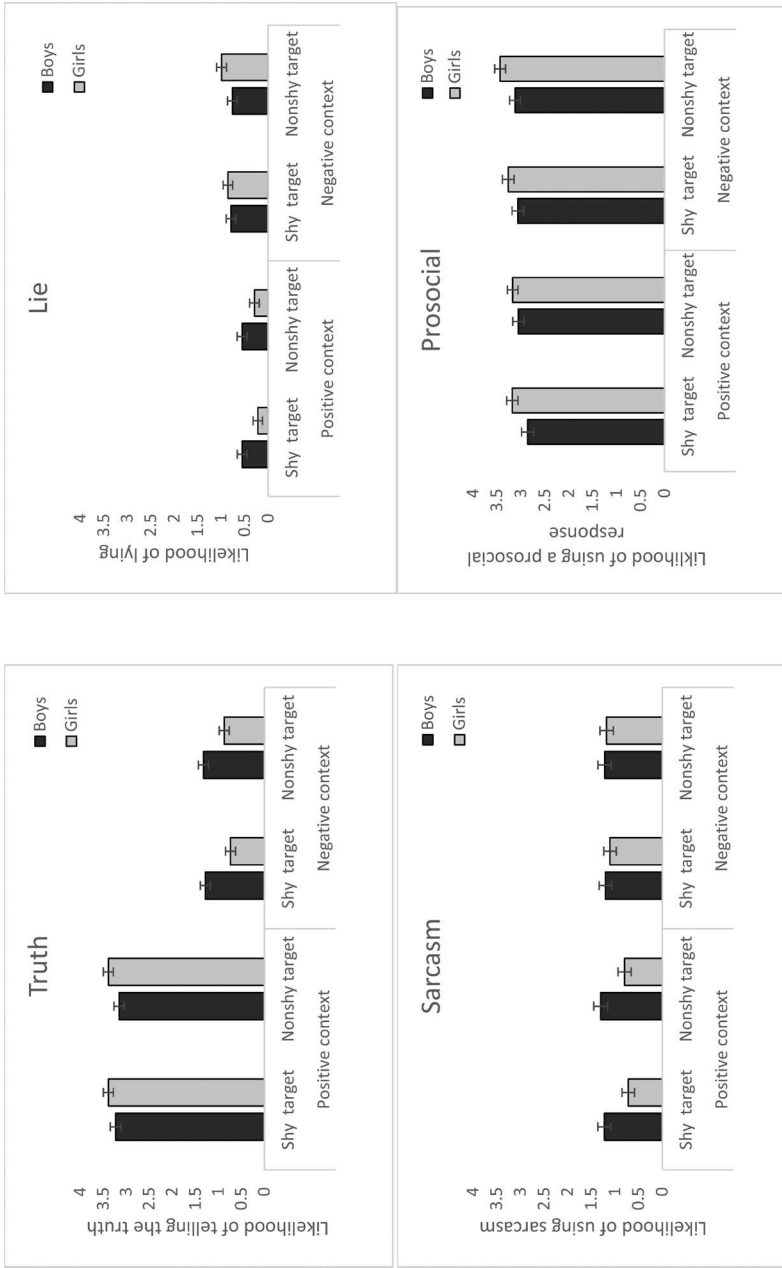 Truth
Boys
Girls
Likelihood of telling the truth
4
3.5
3
2.5
2
1.5
1
0.5
0
Shy target
Nonshy target
Shy target
Nonshy target
Positive context
Negative context
Lie
Boys
Girls
Likelihood of lying
4
3.5
3
2.5
2
1.5
1
0.5
0
Shy target
Nonshy target
Shy target
Nonshy target
Positive context
Negative context
Sarcasm
Boys
Girls
Likelihood of using sarcasm
4
3.5
3
2.5
2
1.5
1
0.5
0
Shy target
Nonshy target
Shy target
Nonshy target
Positive context
Negative context
Prosocial
Boys
Girls
Liklihood of using a prosocial
response
4
3.5
3
2.5
2
1.5
1
0.5
0
Shy target
Nonshy target
Shy target
Nonshy target
Positive context
Negative context